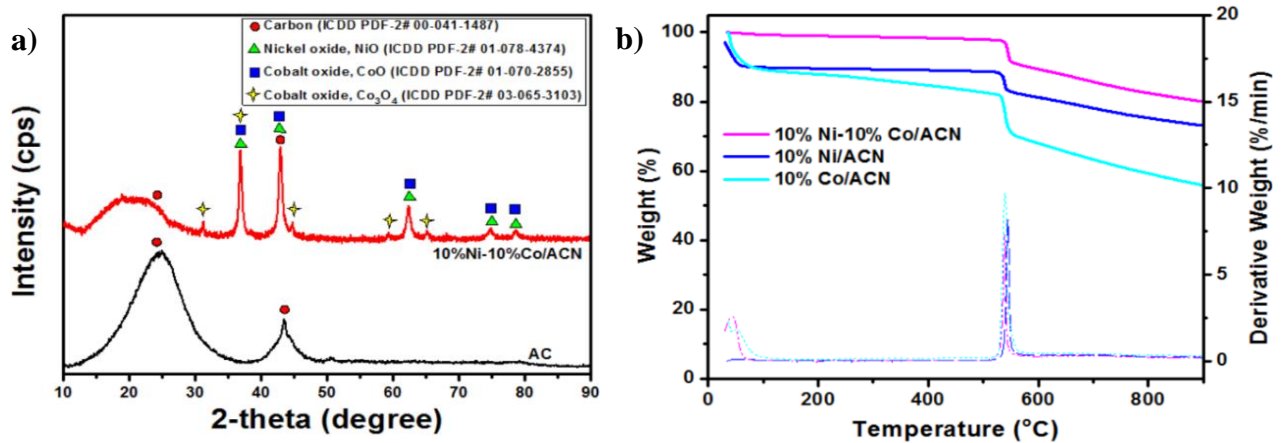 a)
Carbon (ICDD PDF-2# 00-041-1487)
Nickel oxide, NiO (ICDD PDF-2# 01-078-4374)
Cobalt oxide, CoO (ICDD PDF-2# 01-070-2855)
Cobalt oxide, Co₃O₄ (ICDD PDF-2# 03-065-3103)
Intensity (cps)
10%Ni-10%Co/ACN
AC
10 20 30 40 50 60 70 80 90
2-theta (degree)
b)
100
80
60
40
20
0
Weight (%)
10% Ni-10% Co/ACN
10% Ni/ACN
10% Co/ACN
20
15
10
5
0
Derivative Weight (%/min)
0 200 400 600 800
Temperature (°C)